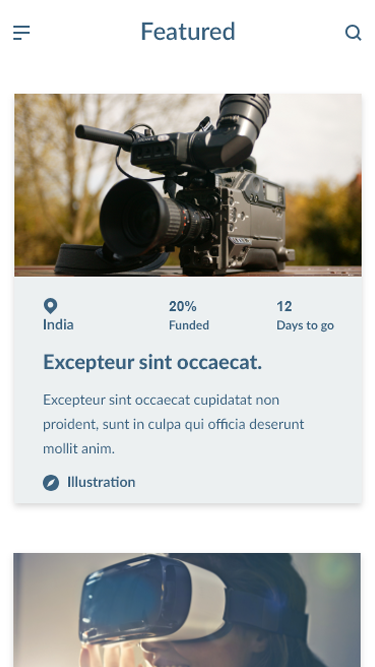 Featured
India
20%
Funded
12
Days to go
Excepteur sint occaecat.
Excepteur sint occaecat cupidatat non
proident, sunt in culpa qui officia deserunt
mollit anim.
Illustration